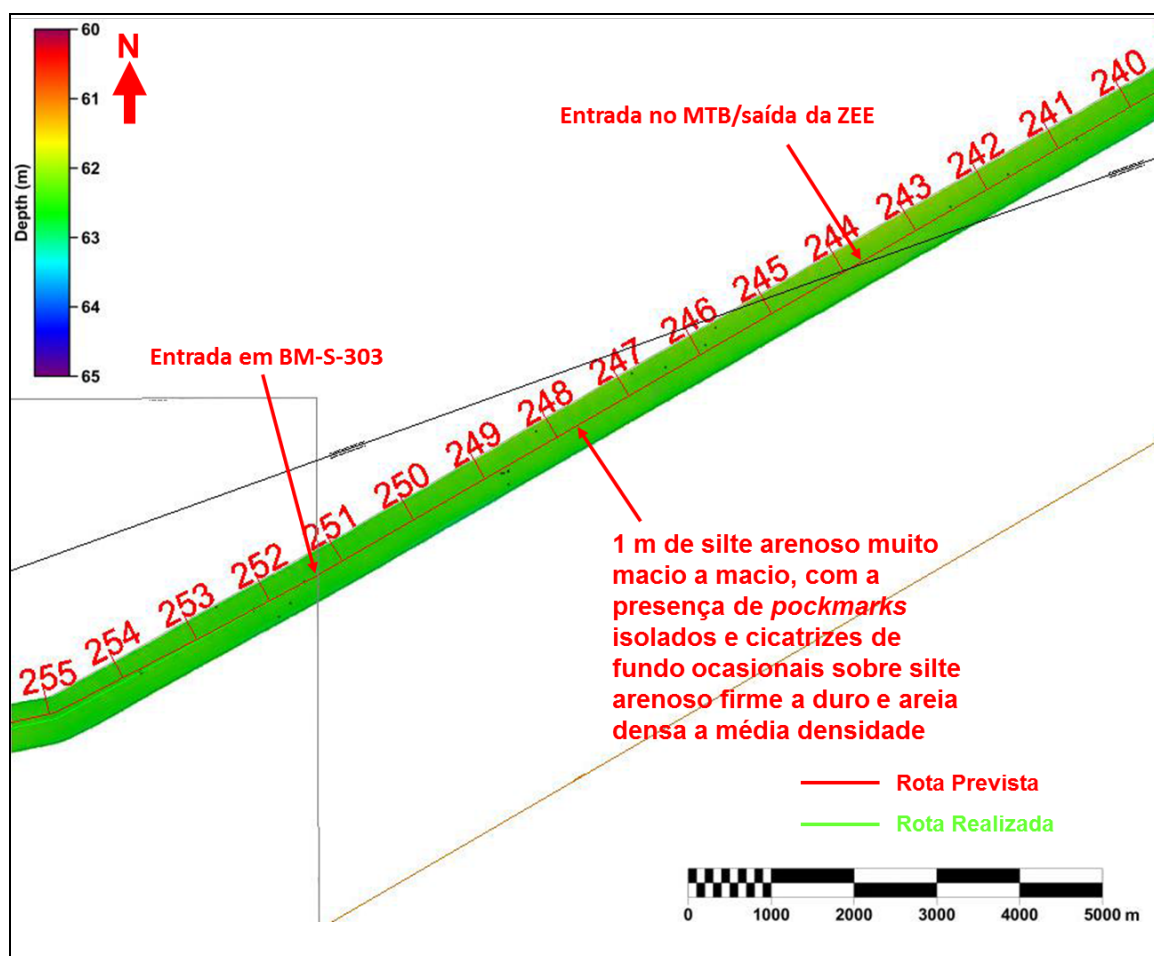 60
61
62
63
64
65
Depth (m)
N
Entrada no MTB/saída da ZEE
240
241
242
243
244
245
246
247
248
249
250
251
252
253
254
255
Entrada em BM-S-303
1 m de silte arenoso muito
macio a macio, com a
presença de pockmarks
isolados e cicatrizes de
fundo ocasionais sobre silte
arenoso firme a duro e areia
densa a média densidade
Rota Prevista
Rota Realizada
0 1000 2000 3000 4000 5000 m